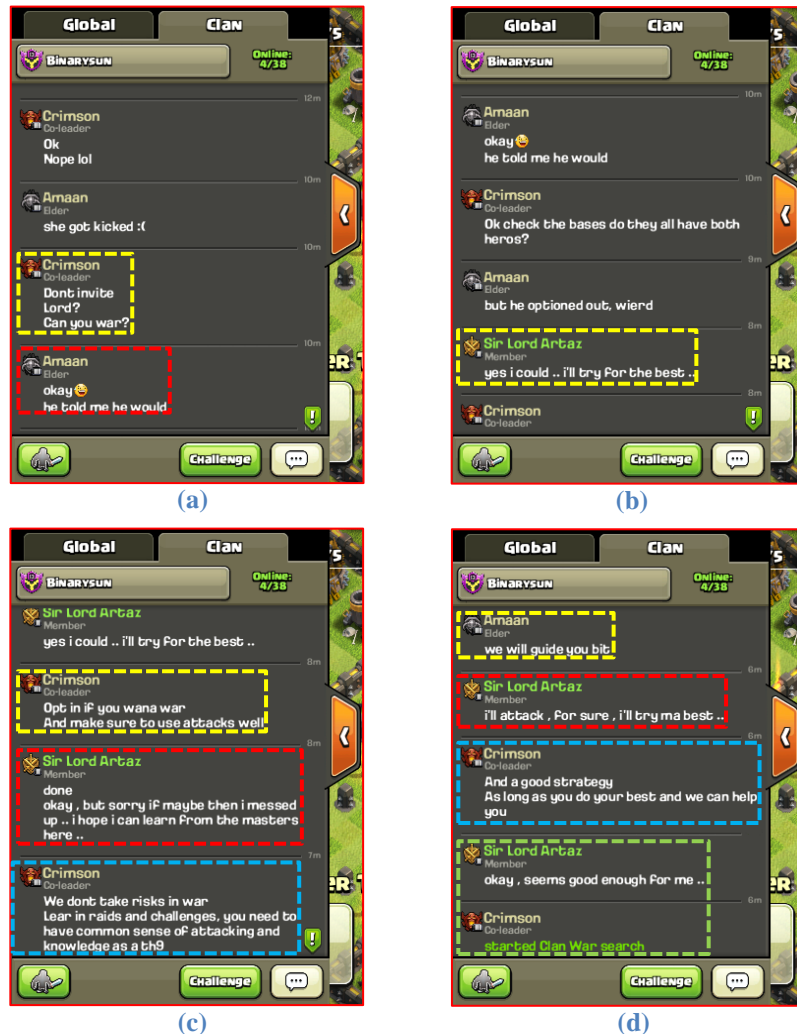 Global Clan
Binarysun
Online:
4/38
12m
Crimson
Co-leader
Ok
Nope lol
10m
Amaan
Elder
she got kicked :(
10m
Crimson
Co-leader
Dont invite
Lord?
Can you war?
10m
Amaan
Elder
okay
he told me he would
Challenge
(a)
Global Clan
Binarysun
Online:
4/38
10m
Amaan
Elder
okay
he told me he would
10m
Crimson
Co-leader
Ok check the bases do they all have both
heros?
9m
Amaan
Elder
but he optioned out, wierd
8m
Sir Lord Artaz
Member
yes i could .. i'll try for the best ..
8m
Crimson
Co-leader
Challenge
(b)
Global Clan
Binarysun
Online:
4/38
Sir Lord Artaz
Member
yes i could .. i'll try for the best ..
8m
Crimson
Co-leader
Opt in if you wana war
And make sure to use attacks well
8m
Sir Lord Artaz
Member
done
okay , but sorry if maybe then i messed
up .. i hope i can learn from the masters
here ..
7m
Crimson
Co-leader
We dont take risks in war
Lear in raids and challenges, you need to
have common sense of attacking and
knowledge as a th9
Challenge
(c)
Global Clan
Binarysun
Online:
4/38
Amaan
Elder
we will guide you bit
6m
Sir Lord Artaz
Member
i'll attack , for sure , i'll try ma best ..
6m
Crimson
Co-leader
And a good strategy
As long as you do your best and we can help
you
Sir Lord Artaz
Member
okay , seems good enough for me ..
6m
Crimson
Co-leader
started Clan War search
Challenge
(d)